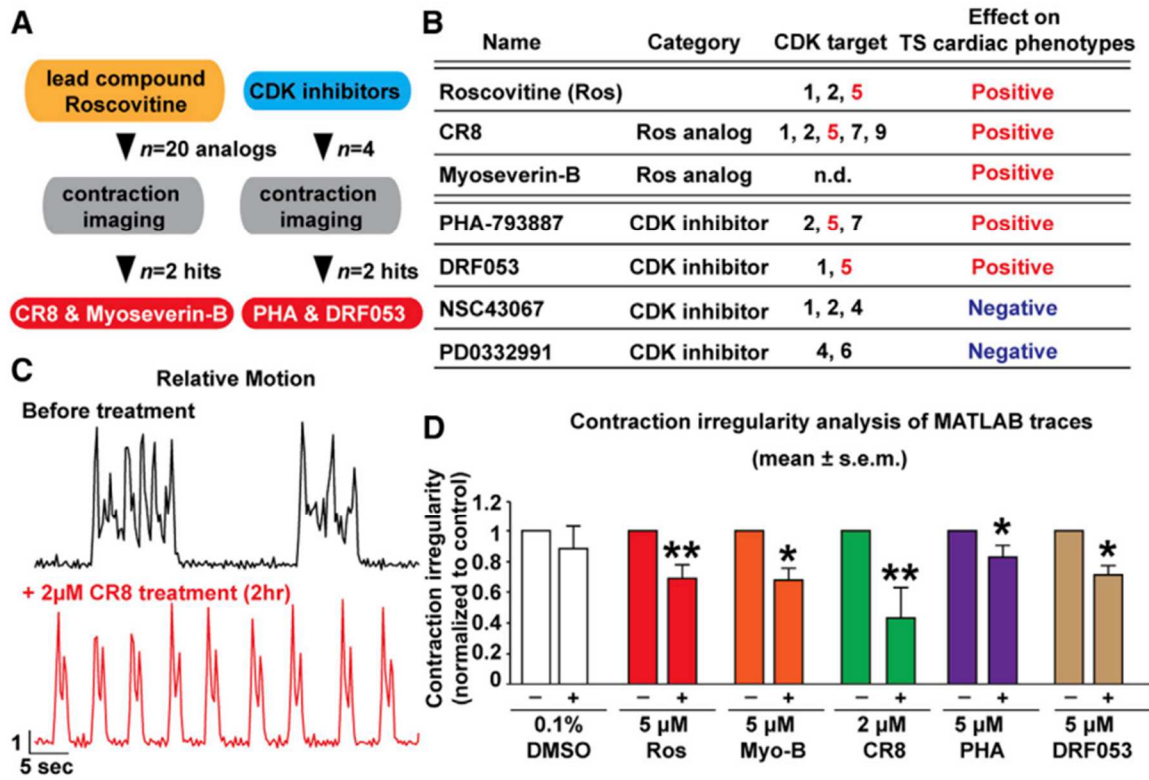 A
lead compound
Roscovitine
CDK inhibitors
n=20 analogs
n=4
contraction
imaging
contraction
imaging
n=2 hits
n=2 hits
CR8 & Myoseverin-B
PHA & DRF053
B
Name Category CDK target Effect on TS cardiac phenotypes
Roscovitine (Ros) 1, 2, 5 Positive
CR8 Ros analog 1, 2, 5, 7, 9 Positive
Myoseverin-B Ros analog n.d. Positive
PHA-793887 CDK inhibitor 2, 5, 7 Positive
DRF053 CDK inhibitor 1, 5 Positive
NSC43067 CDK inhibitor 1, 2, 4 Negative
PD0332991 CDK inhibitor 4, 6 Negative
C
Relative Motion
Before treatment
+ 2µM CR8 treatment (2hr)
1
5 sec
D
Contraction irregularity analysis of MATLAB traces
(mean ± s.e.m.)
Contraction irregularity
(normalized to control)
1.2
1
0.8
0.6
0.4
0.2
0
** * ** * *
– + – + – + – + – + – +
0.1% 5 µM 5 µM 2 µM 5 µM 5 µM
DMSO Ros Myo-B CR8 PHA DRF053